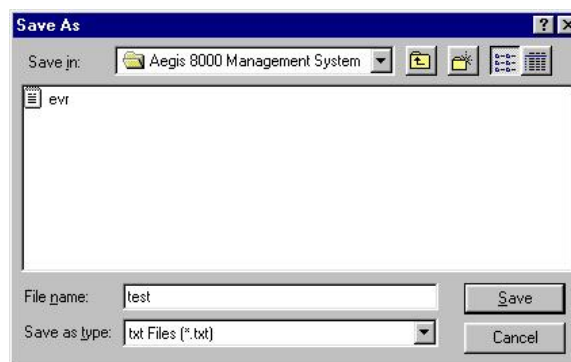 Save As
Save in: Aegis 8000 Management System
evr
File name: test Save
Save as type: txt Files (*.txt) Cancel